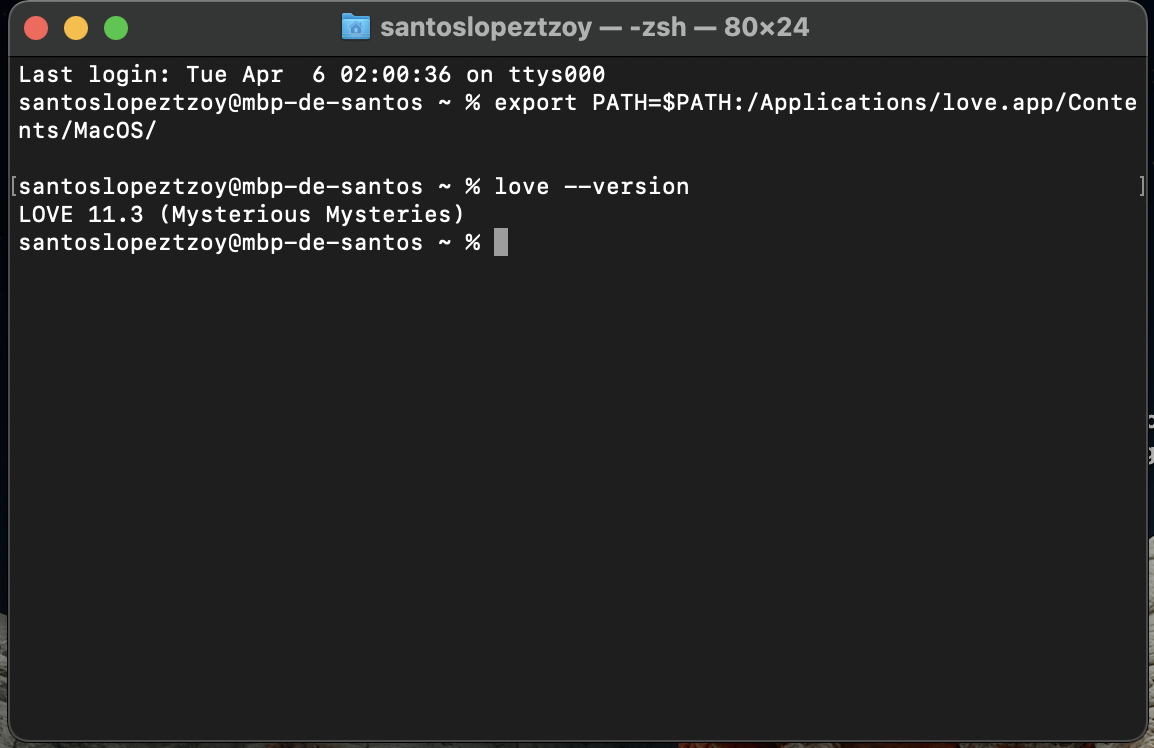 santoslopeztzoy — -zsh — 80×24
Last login: Tue Apr  6 02:00:36 on ttys000
santoslopeztzoy@mbp-de-santos ~ % export PATH=$PATH:/Applications/love.app/Conte
nts/MacOS/
[santoslopeztzoy@mbp-de-santos ~ % love --version ]
LOVE 11.3 (Mysterious Mysteries)
santoslopeztzoy@mbp-de-santos ~ %